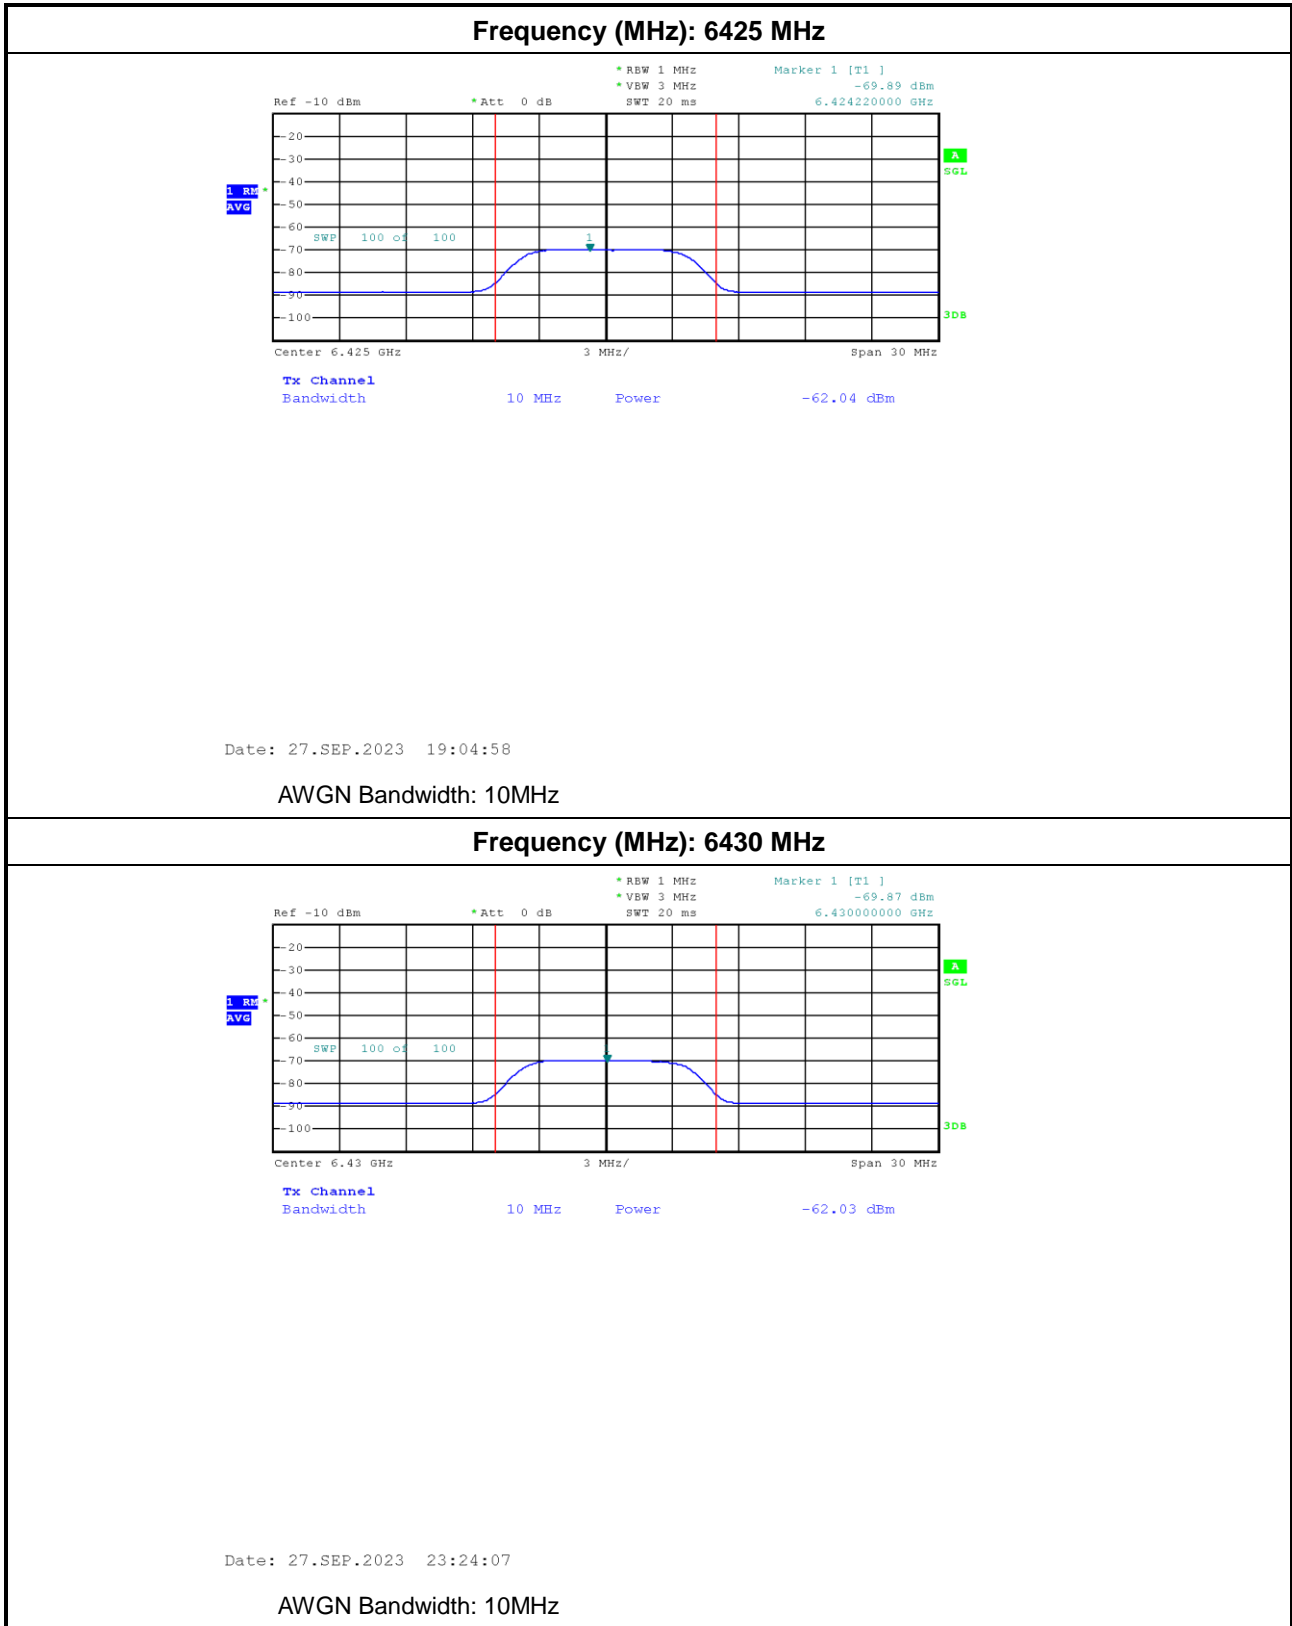 Frequency (MHz): 6425 MHz
* RBW 1 MHz Marker 1 [T1 ]
* VBW 3 MHz -69.89 dBm
Ref -10 dBm * Att 0 dB SWT 20 ms 6.424220000 GHz
-20
A
-30
SGL
-40
1 RM *
AVG
-50
-60
SWP 100 of 100 1
-70
-80
-90
-100
3DB
Center 6.425 GHz 3 MHz/ Span 30 MHz
Tx Channel
Bandwidth 10 MHz Power -62.04 dBm
Date: 27.SEP.2023 19:04:58
AWGN Bandwidth: 10MHz
Frequency (MHz): 6430 MHz
* RBW 1 MHz Marker 1 [T1 ]
* VBW 3 MHz -69.87 dBm
Ref -10 dBm * Att 0 dB SWT 20 ms 6.430000000 GHz
-20
A
-30
SGL
-40
1 RM *
AVG
-50
-60
SWP 100 of 100
-70
-80
-90
-100
3DB
Center 6.43 GHz 3 MHz/ Span 30 MHz
Tx Channel
Bandwidth 10 MHz Power -62.03 dBm
Date: 27.SEP.2023 23:24:07
AWGN Bandwidth: 10MHz